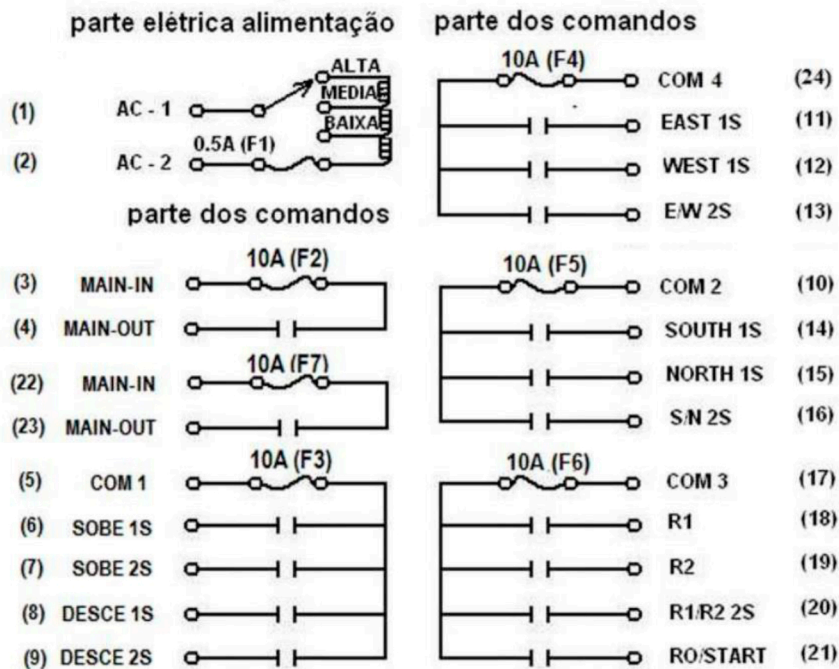 parte elétrica alimentação
ALTA
MEDIA
(1) AC - 1
BAIXA
0.5A (F1)
(2) AC - 2
parte dos comandos
10A (F2)
(3) MAIN-IN
(4) MAIN-OUT
10A (F7)
(22) MAIN-IN
(23) MAIN-OUT
10A (F3)
(5) COM 1
(6) SOBE 1S
(7) SOBE 2S
(8) DESCE 1S
(9) DESCE 2S
parte dos comandos
10A (F4)
COM 4 (24)
EAST 1S (11)
WEST 1S (12)
E/W 2S (13)
10A (F5)
COM 2 (10)
SOUTH 1S (14)
NORTH 1S (15)
S/N 2S (16)
10A (F6)
COM 3 (17)
R1 (18)
R2 (19)
R1/R2 2S (20)
RO/START (21)